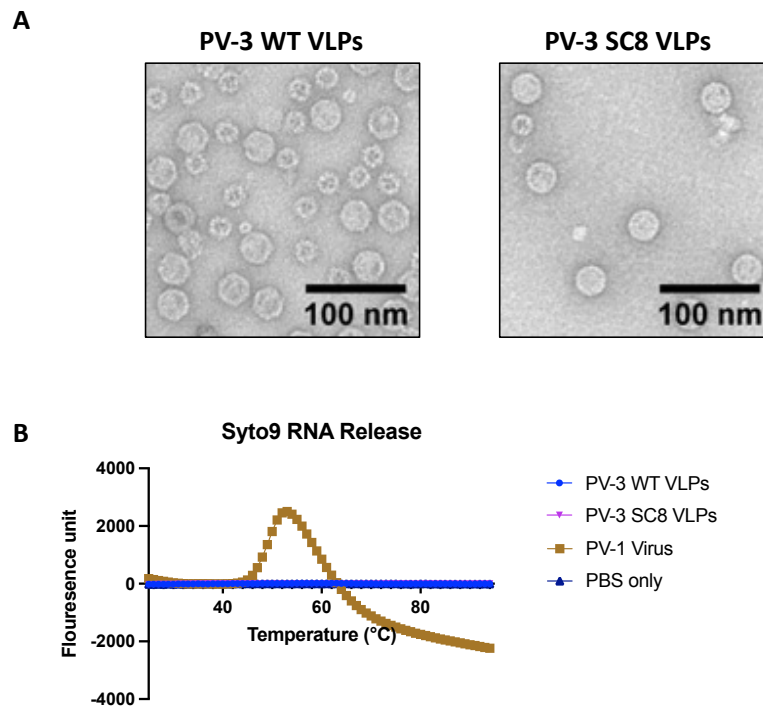 A
PV-3 WT VLPs
PV-3 SC8 VLPs
100 nm
100 nm
B
Syto9 RNA Release
Flouresence unit
4000
2000
0
-2000
-4000
40
60
80
Temperature (°C)
PV-3 WT VLPs
PV-3 SC8 VLPs
PV-1 Virus
PBS only